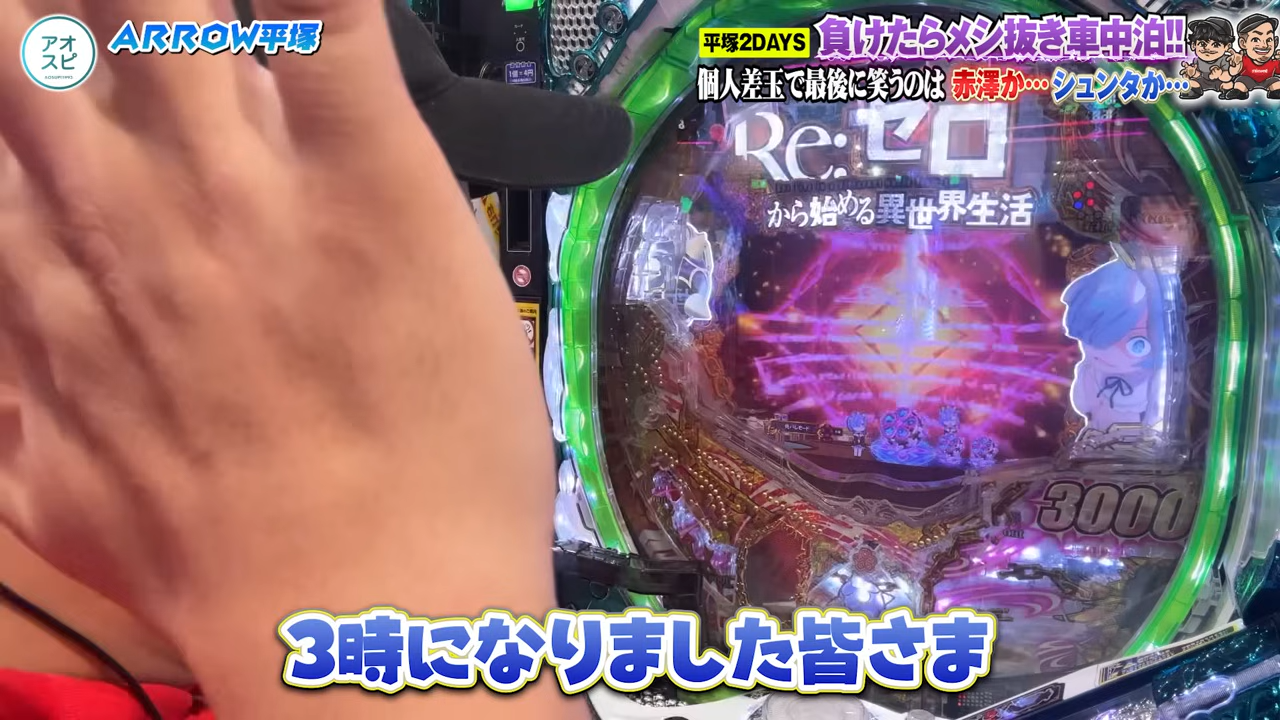 アオ
スピ
AOSUPI1993
ARROW平塚
平塚2DAYS
負けたらメシ抜き車中泊!!
個人差玉で最後に笑うのは 赤澤か… シュンタか…
Re:ゼロ
から始める異世界生活
3000
3時になりました皆さま